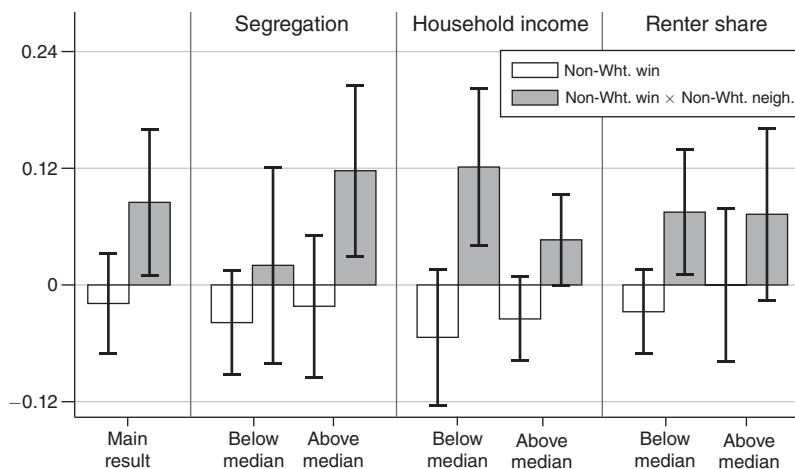 Segregation
Household income
Renter share
0.24
Non-Wht. win
Non-Wht. win × Non-Wht. neigh.
0.12
0
−0.12
Main
result
Below
median
Above
median
Below
median
Above
median
Below
median
Above
median